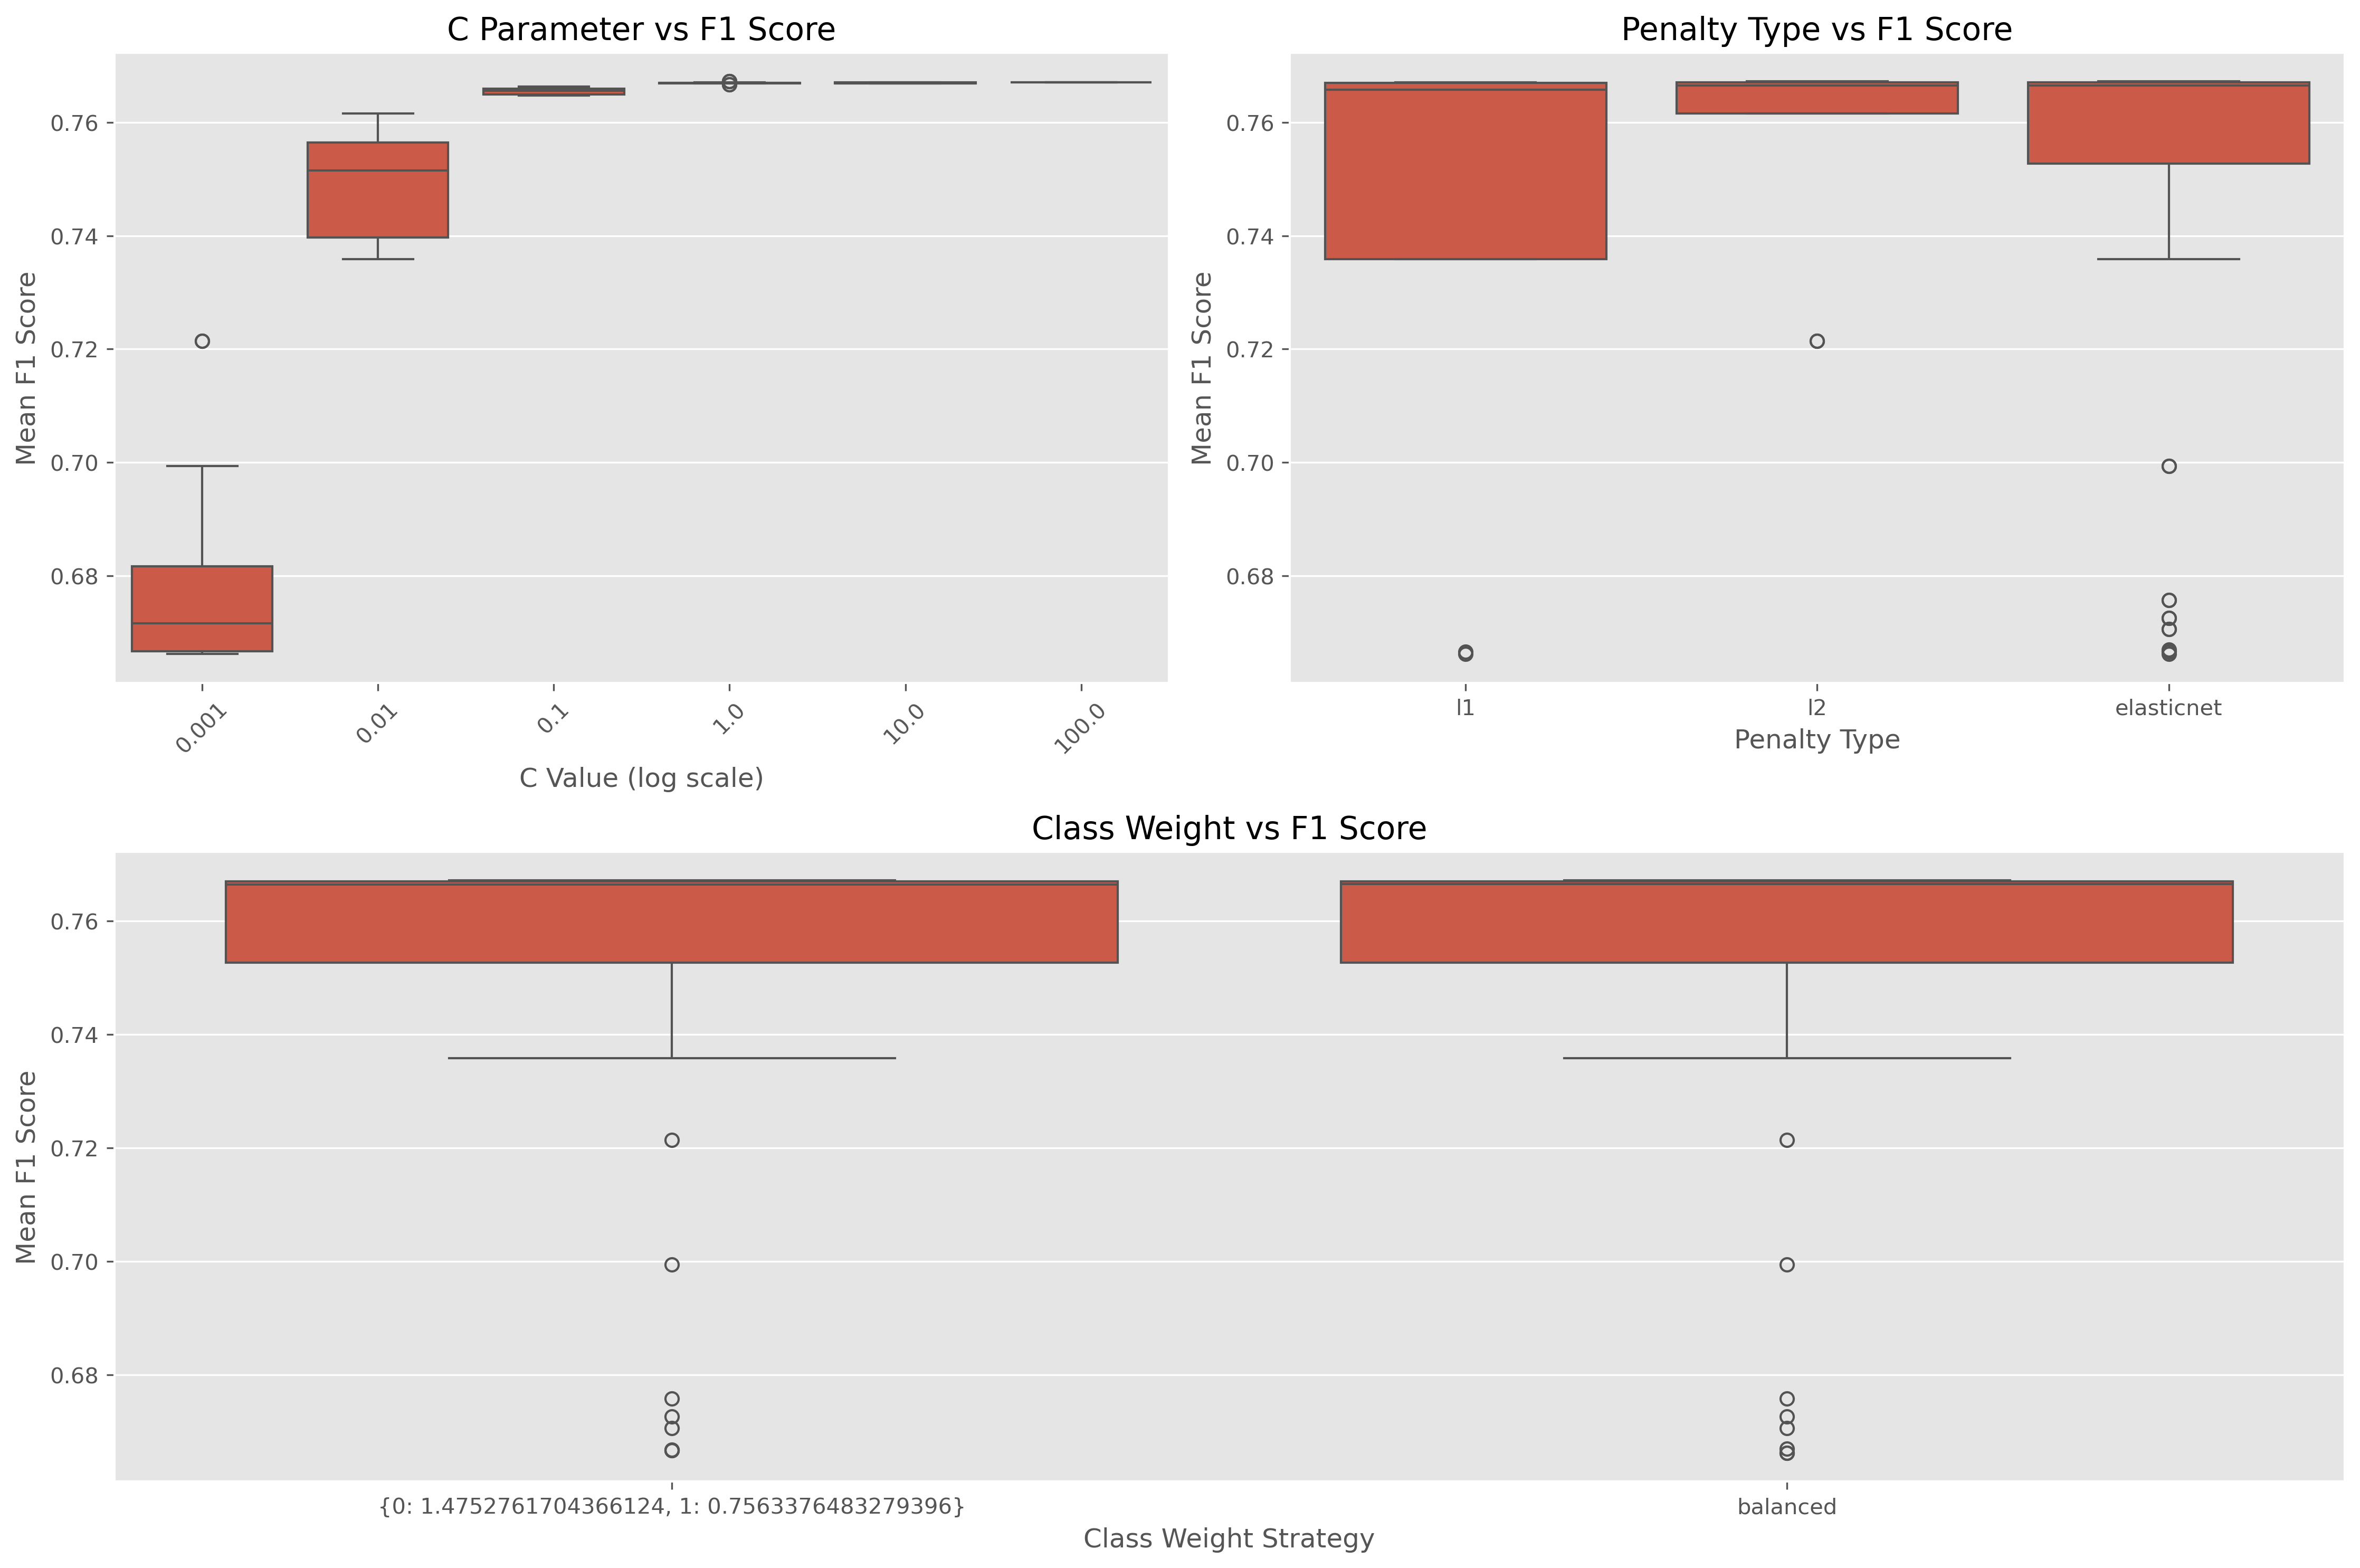 C Parameter vs F1 Score
Mean F1 Score
0.76
0.74
0.72
0.70
0.68
0.001
0.01
0.1
1.0
10.0
100.0
C Value (log scale)
Penalty Type vs F1 Score
Mean F1 Score
0.76
0.74
0.72
0.70
0.68
l1
l2
elasticnet
Penalty Type
Class Weight vs F1 Score
Mean F1 Score
0.76
0.74
0.72
0.70
0.68
{0: 1.4752761704366124, 1: 0.7563376483279396}
balanced
Class Weight Strategy